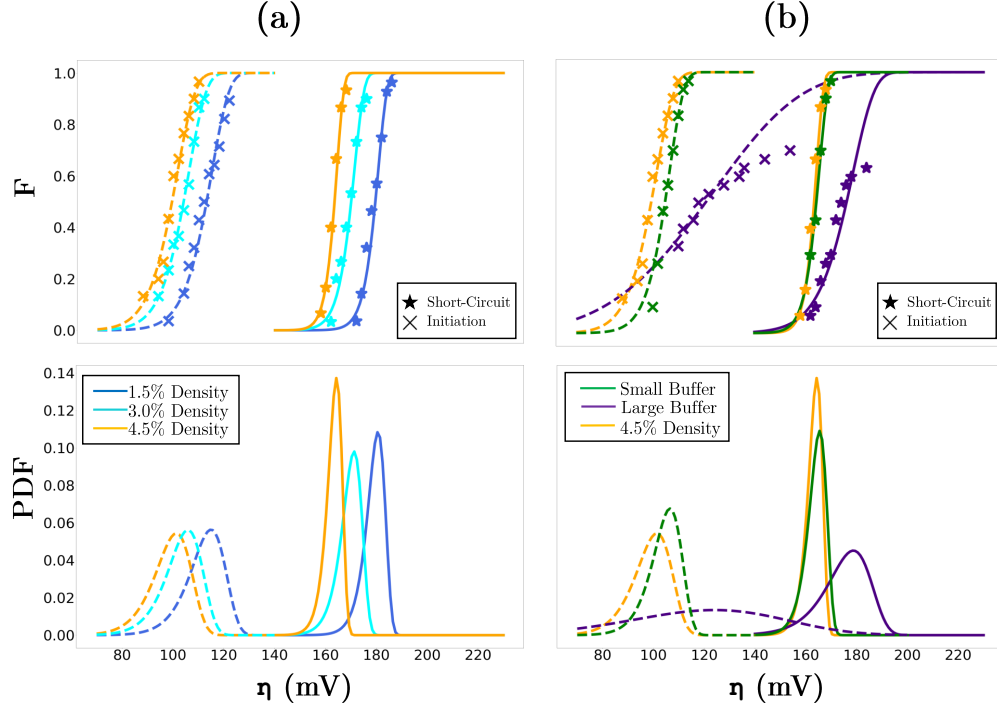 (a)
(b)
F
1.0
0.8
0.6
0.4
0.2
0.0
Short-Circuit
Initiation
Short-Circuit
Initiation
PDF
0.14
0.12
0.10
0.08
0.06
0.04
0.02
0.00
1.5% Density
3.0% Density
4.5% Density
Small Buffer
Large Buffer
4.5% Density
80 100 120 140 160 180 200 220
80 100 120 140 160 180 200 220
η (mV)
η (mV)